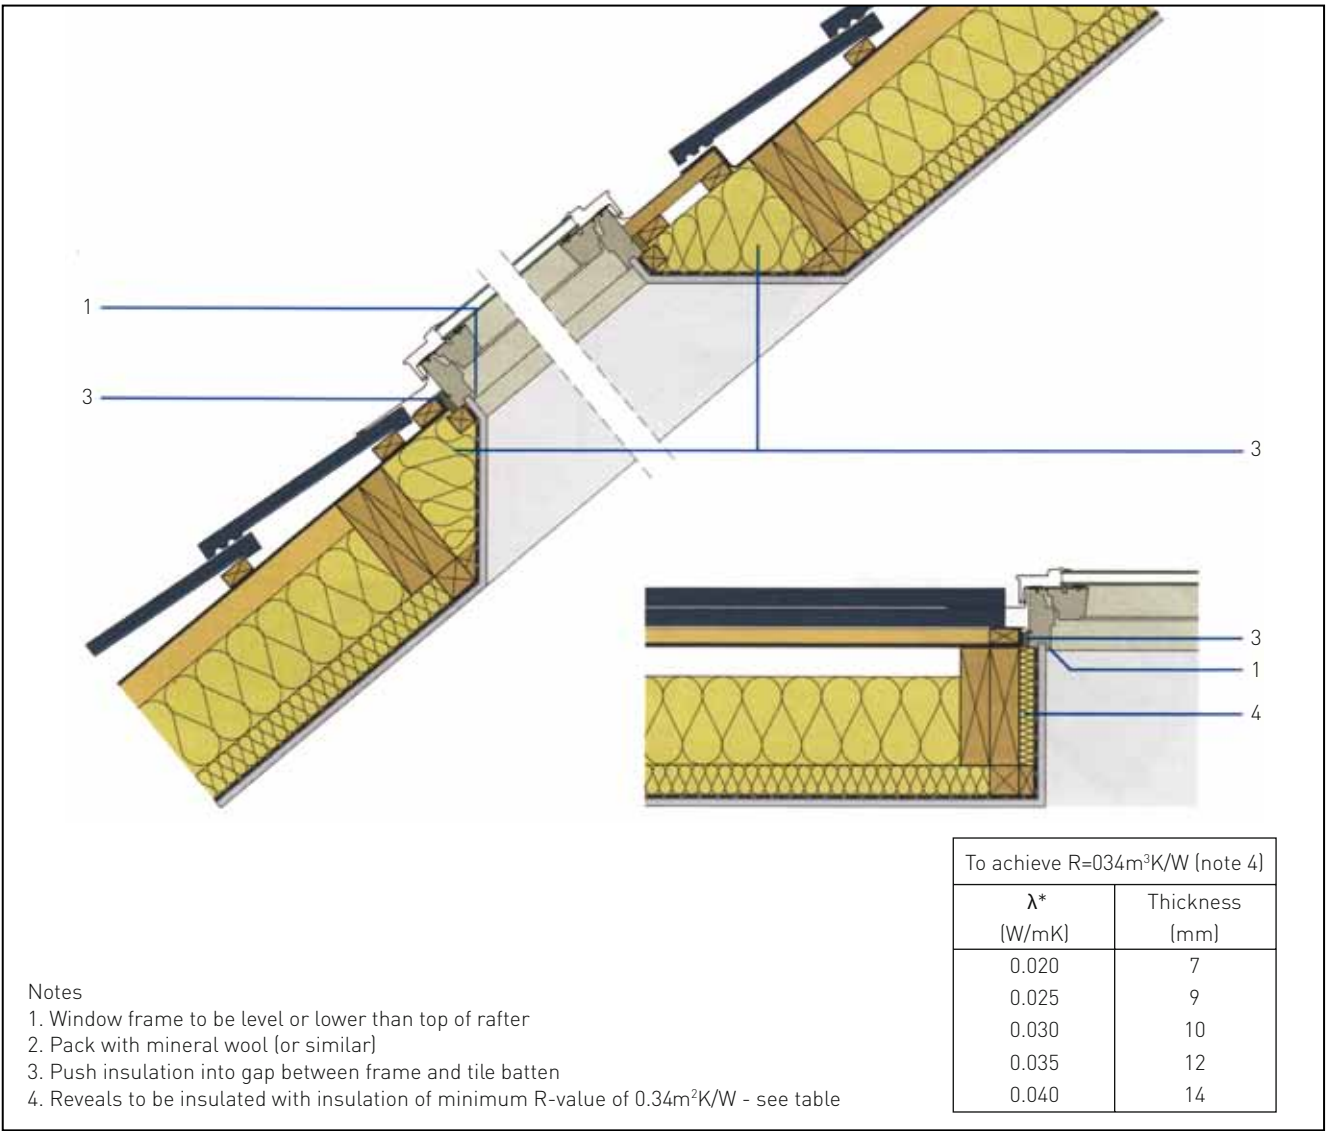 1
3
3
3
1
4
To achieve R=034m³K/W (note 4)
λ* Thickness
(W/mK) (mm)
0.020 7
0.025 9
0.030 10
0.035 12
0.040 14
Notes
1. Window frame to be level or lower than top of rafter
2. Pack with mineral wool (or similar)
3. Push insulation into gap between frame and tile batten
4. Reveals to be insulated with insulation of minimum R-value of 0.34m²K/W - see table